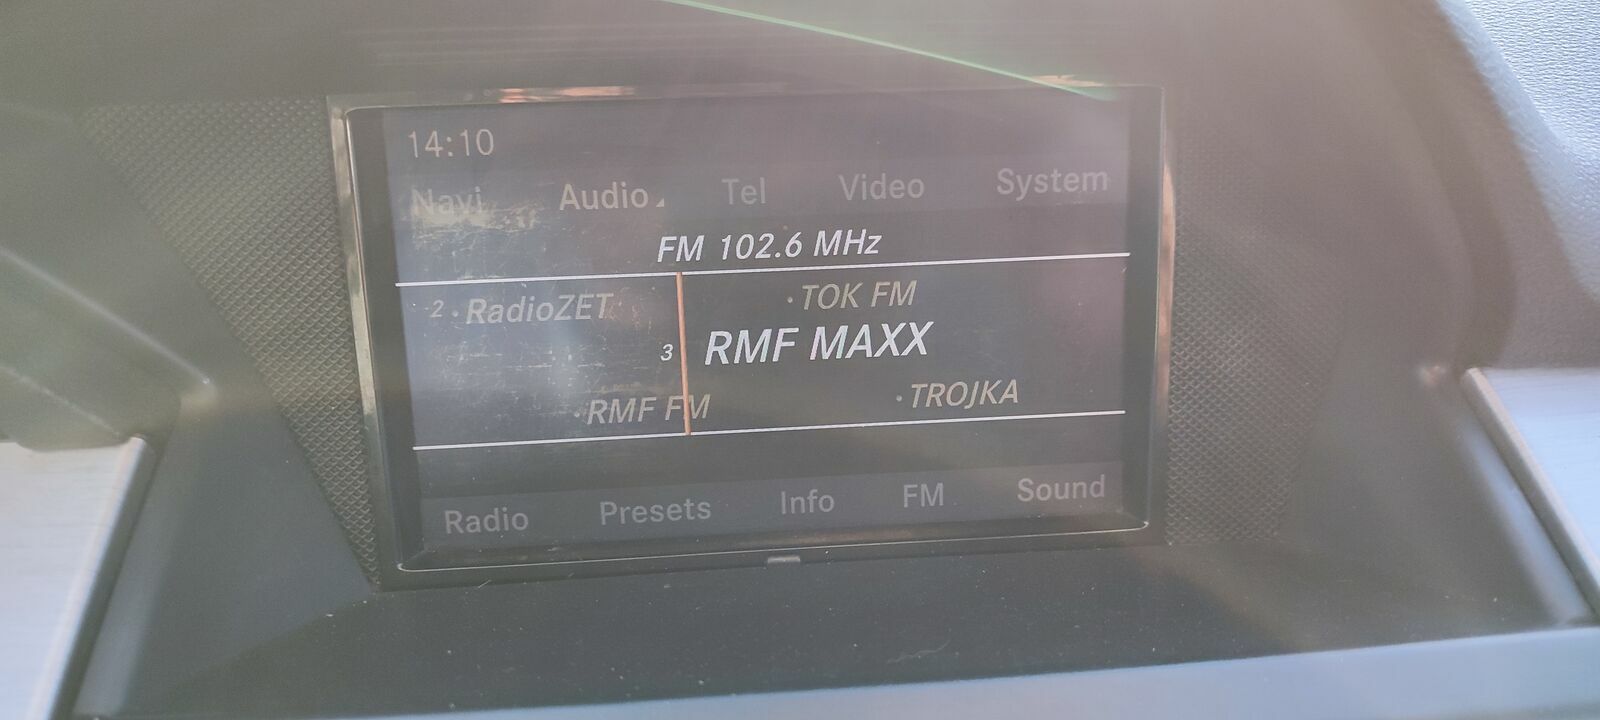 14:10
Navi Audio Tel Video System
FM 102.6 MHz
2 · RadioZET · TOK FM
3 RMF MAXX
· RMF FM · TROJKA
Radio Presets Info FM Sound